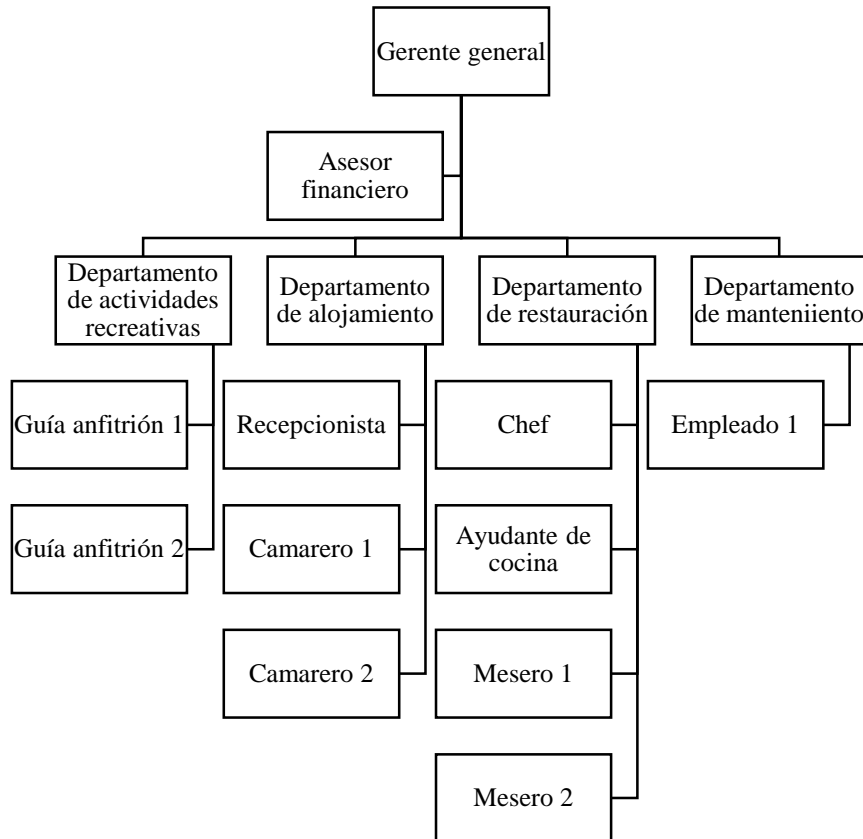 Gerente general
Asesor
financiero
Departamento
de actividades
recreativas
Departamento
de alojamiento
Departamento
de restauración
Departamento
de manteniiento
Guía anfitrión 1
Recepcionista
Chef
Empleado 1
Guía anfitrión 2
Camarero 1
Ayudante de
cocina
Camarero 2
Mesero 1
Mesero 2